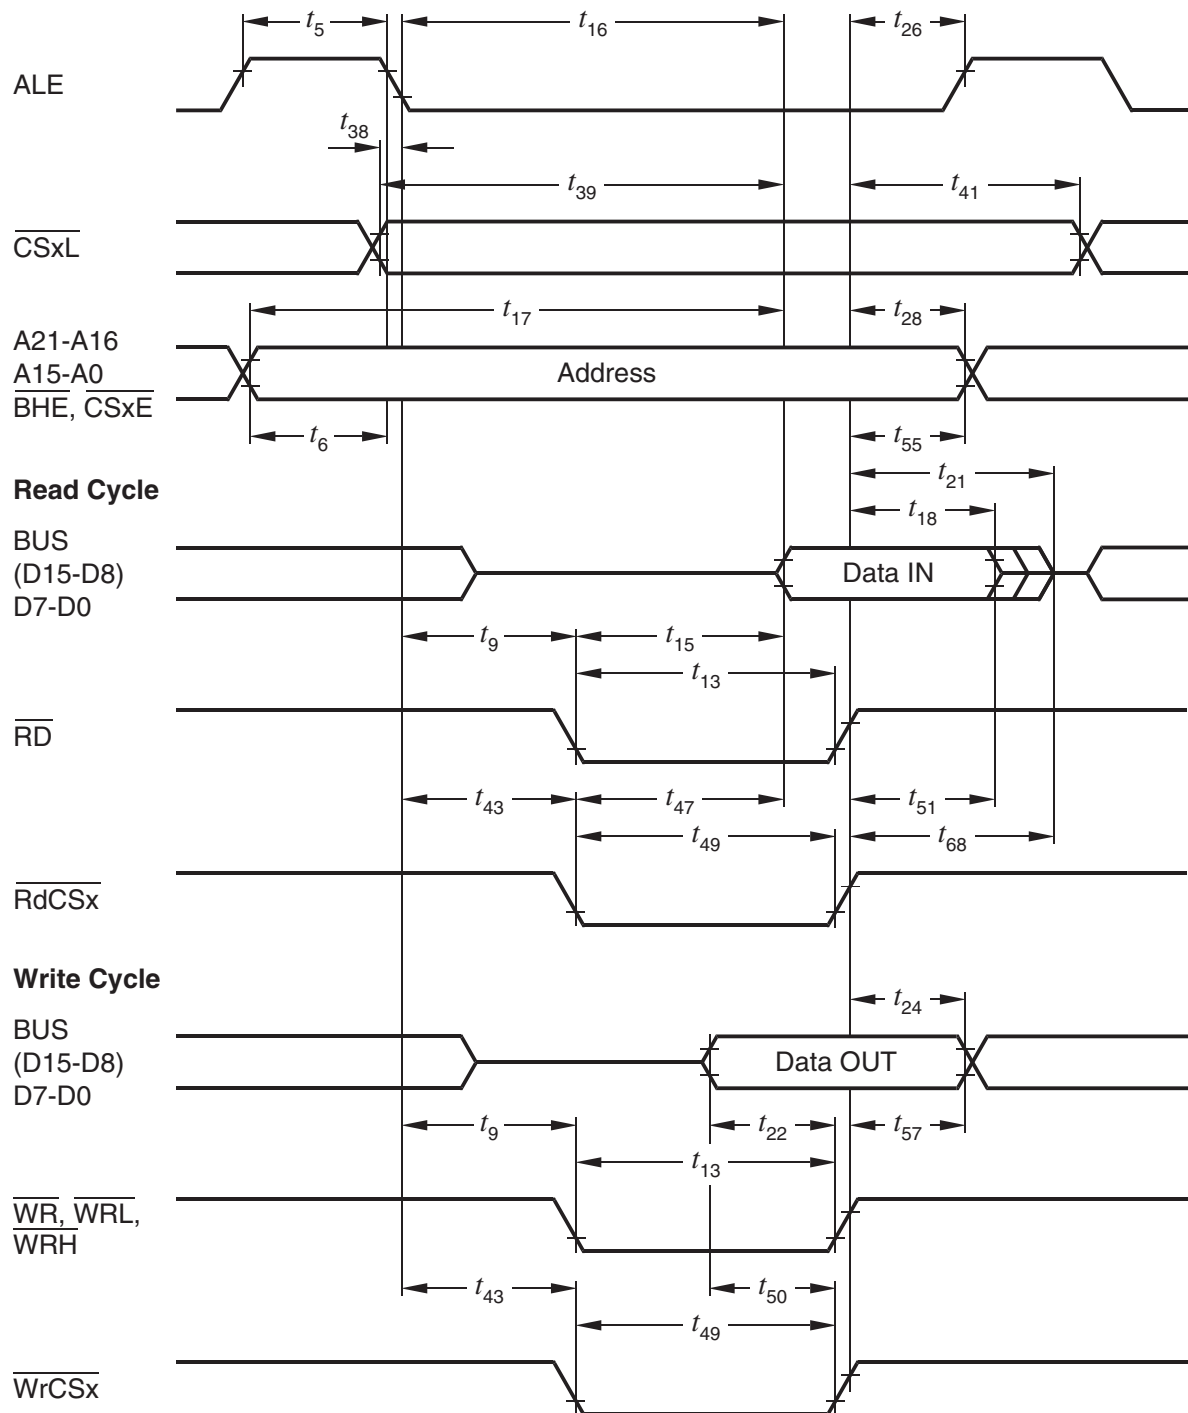 t5 t16 t26
ALE
t38
t39 t41
CSxL
t17 t28
A21-A16
A15-A0
BHE, CSxE
Address
t6 t55
t21
Read Cycle
t18
BUS
(D15-D8)
D7-D0
Data IN
t9 t15
t13
RD
t43 t47 t51
t49 t68
RdCSx
Write Cycle
t24
BUS
(D15-D8)
D7-D0
Data OUT
t9 t22 t57
t13
WR, WRL,
WRH
t43 t50
t49
WrCSx